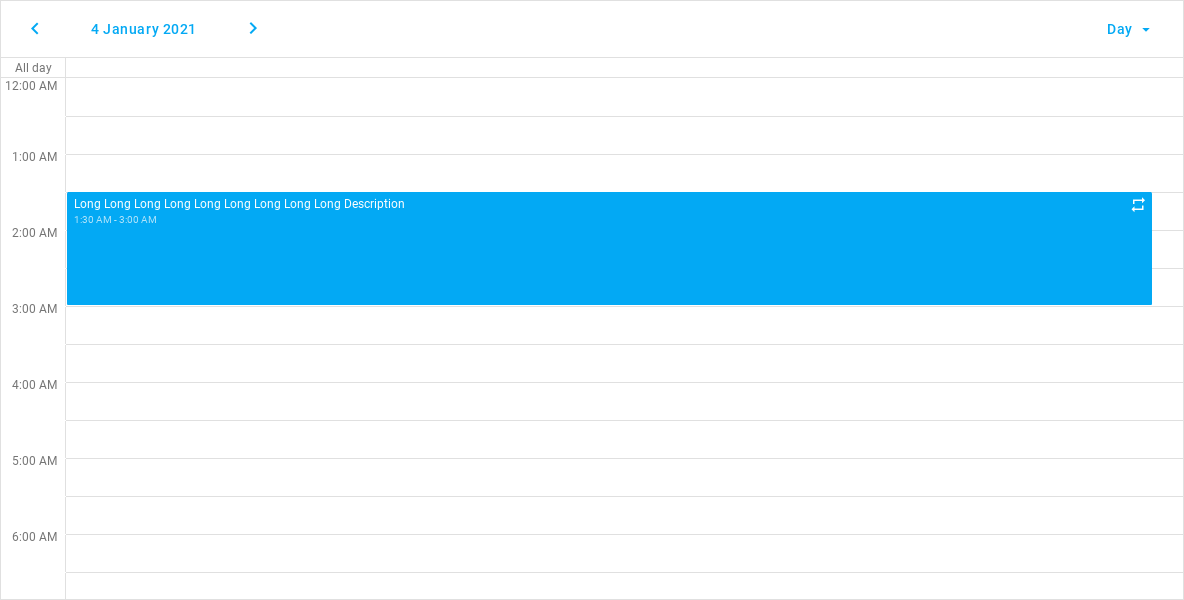 4 January 2021
Day
All day
12:00 AM
1:00 AM
Long Long Long Long Long Long Long Long Long Description
1:30 AM - 3:00 AM
2:00 AM
3:00 AM
4:00 AM
5:00 AM
6:00 AM